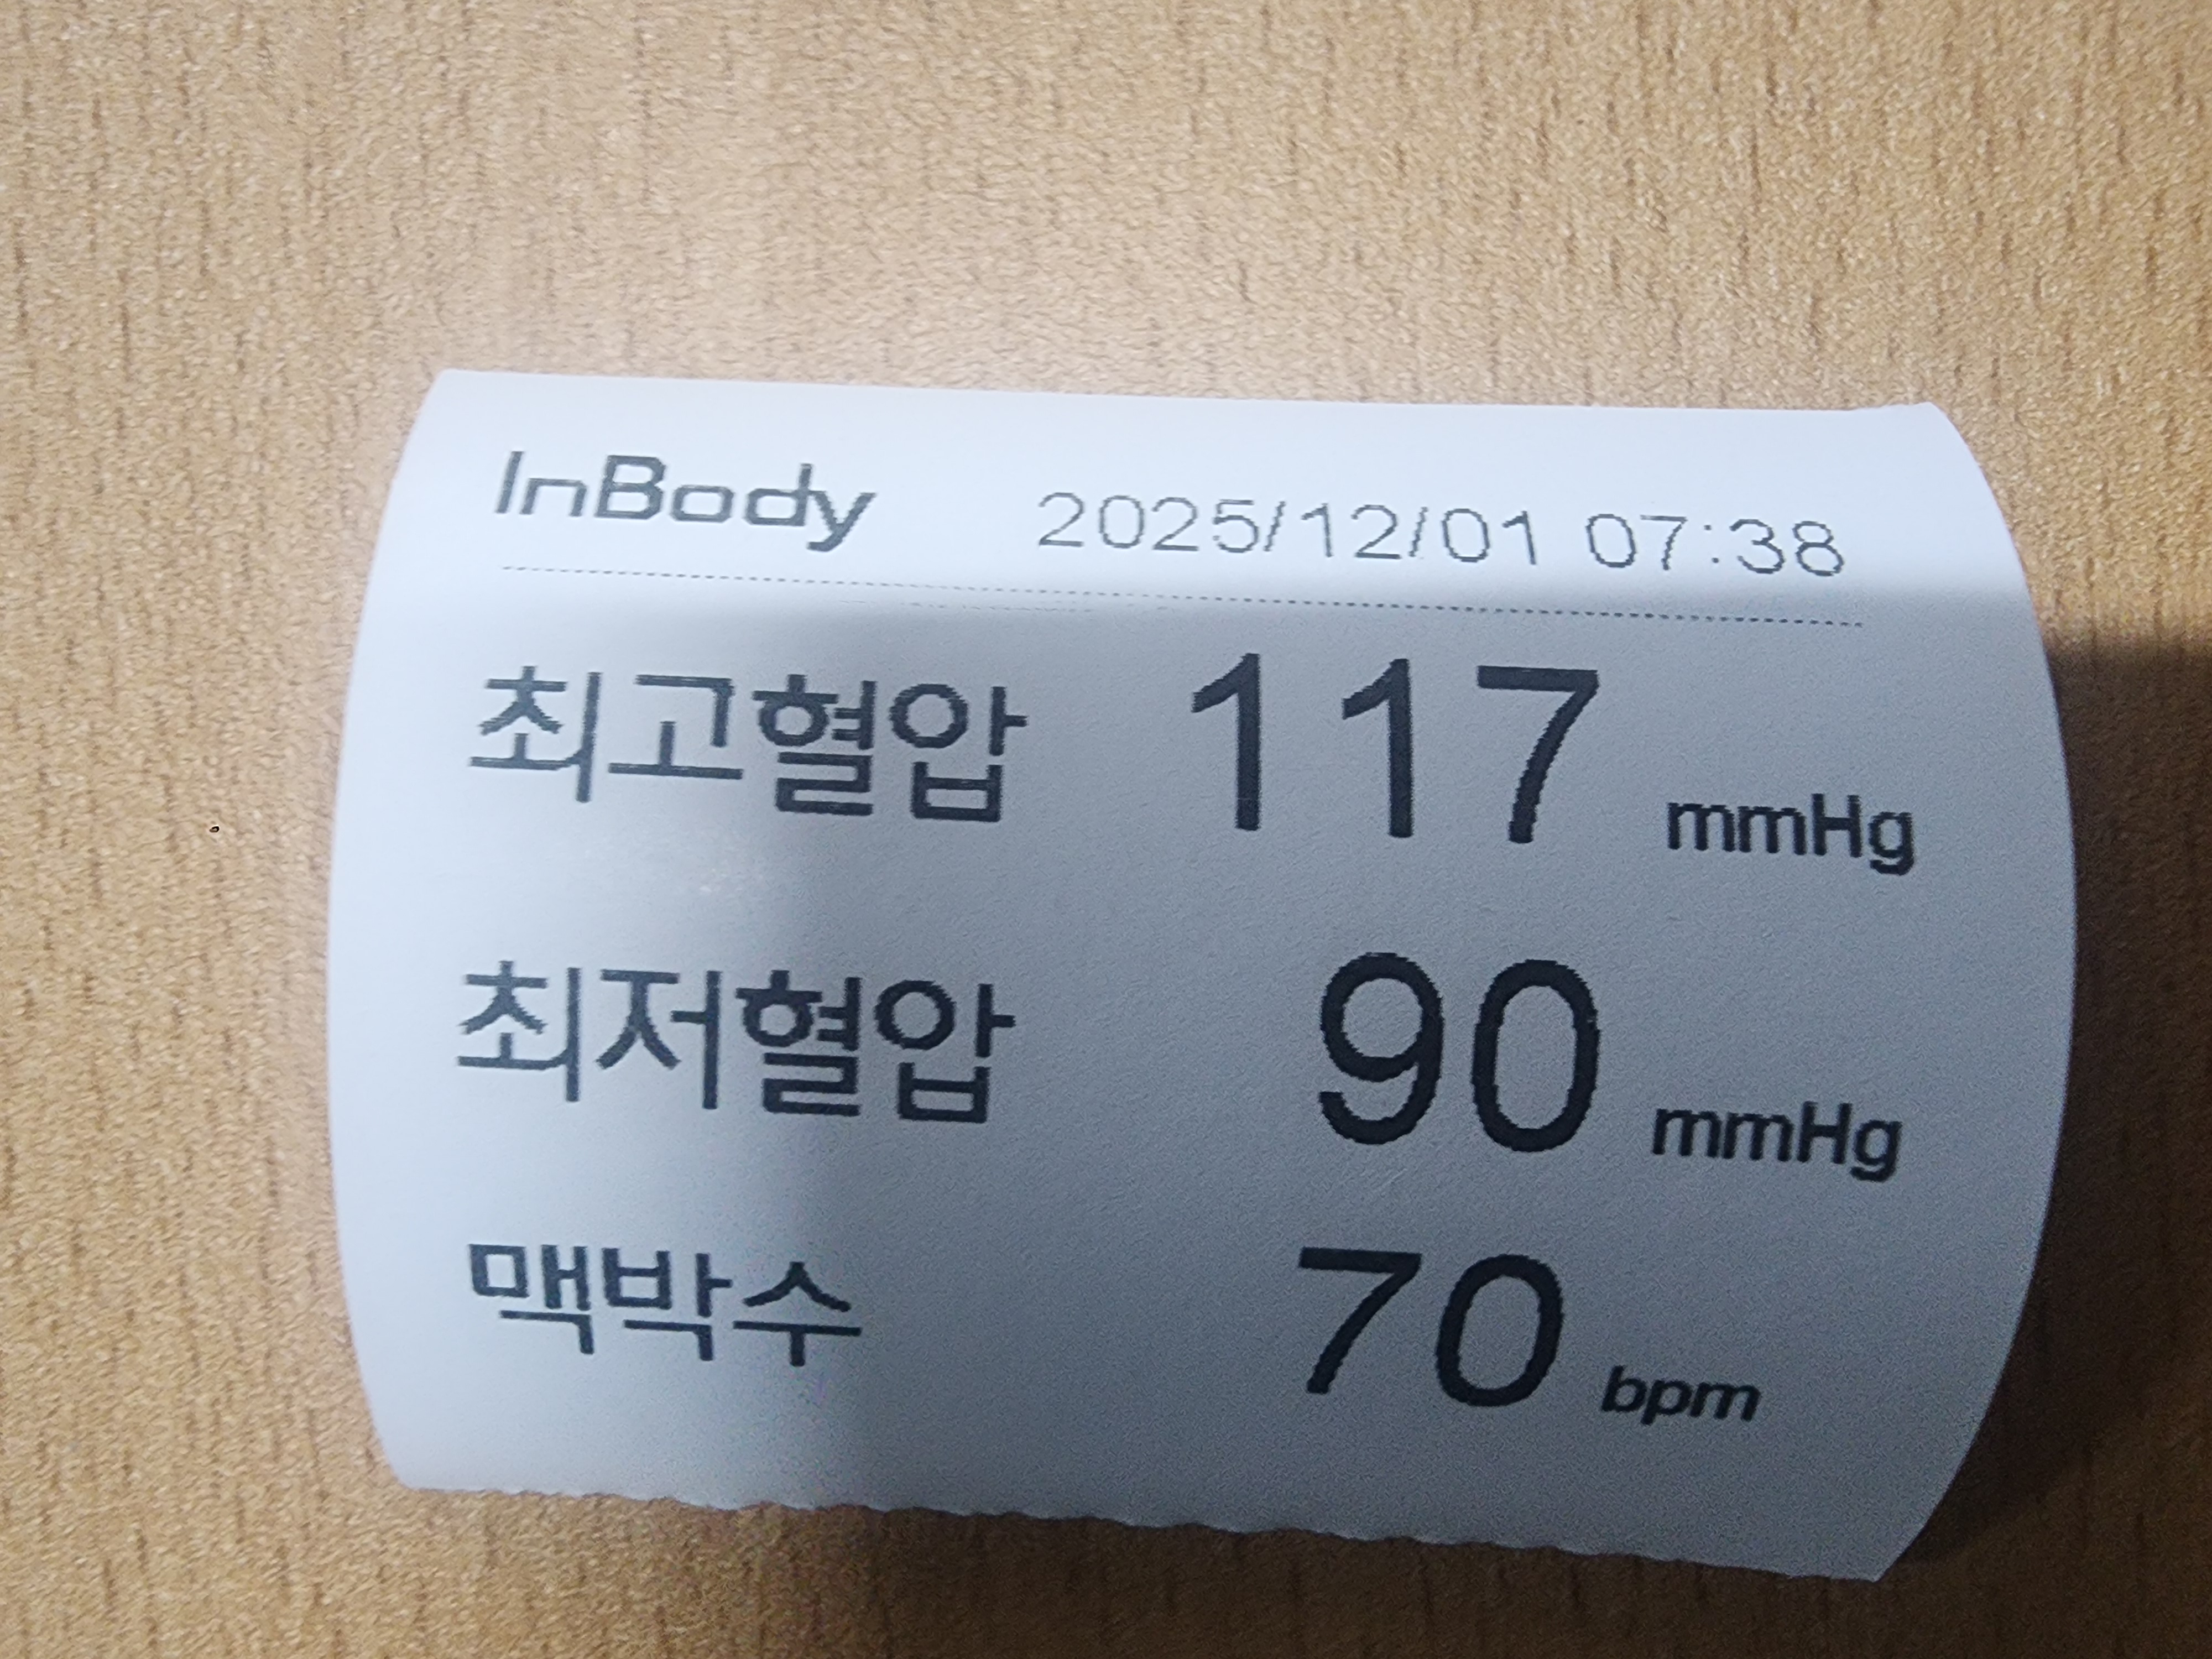 InBody 2025/12/01 07:38
최고혈압 117 mmHg
최저혈압 90 mmHg
맥박수 70 bpm